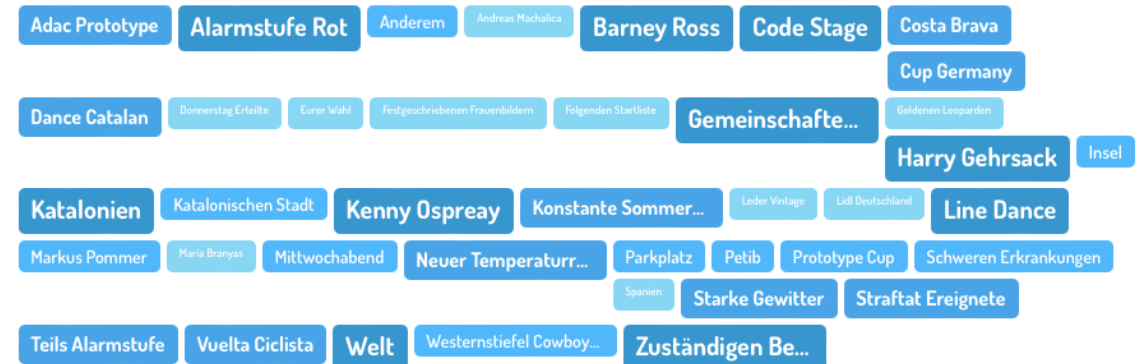 Adac Prototype Alarmstufe Rot Anderem Andreas Machalica Barney Ross Code Stage Costa Brava
Cup Germany
Dance Catalan Donnerstag Erteilte Eurer Wahl Festgeschriebenen Frauenbildern Folgenden Startliste Gemeinschafte... Goldenen Leoparden
Harry Gehrsack Insel
Katalonien Katalonischen Stadt Kenny Ospreay Konstante Sommer... Leder Vintage Lidl Deutschland Line Dance
Markus Pommer Maria Branyas Mittwochabend Neuer Temperaturr... Parkplatz Petib Prototype Cup Schweren Erkrankungen
Spanien Starke Gewitter Straftat Ereignete
Teils Alarmstufe Vuelta Ciclista Welt Westernstiefel Cowboy... Zuständigen Be...